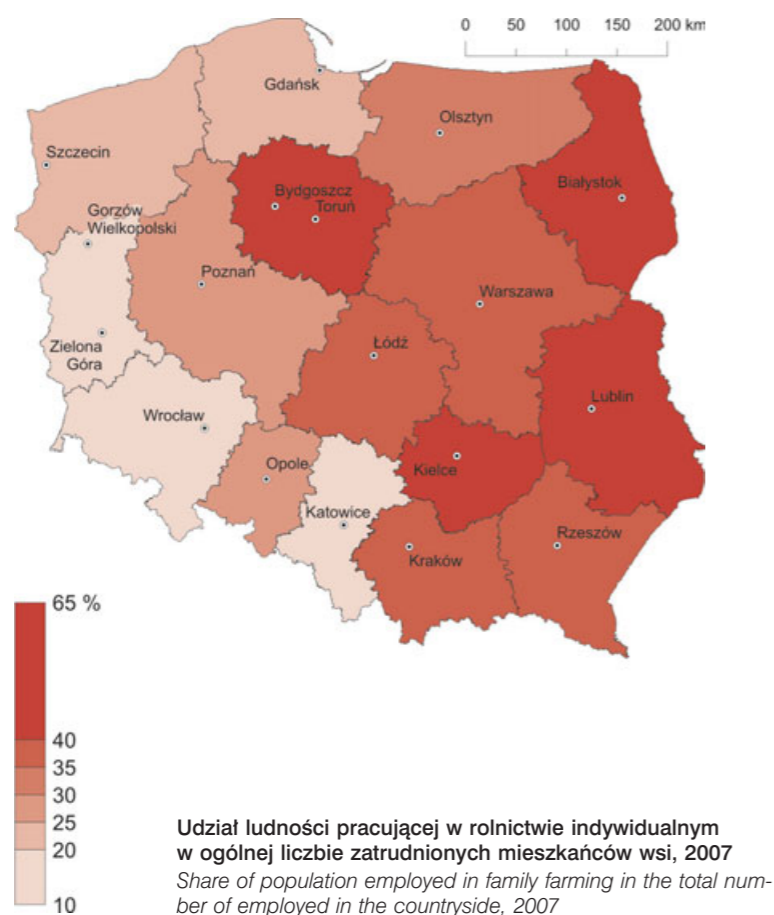 0 50 100 150 200 km
Gdańsk
Olsztyn
Szczecin
Białystok
Bydgoszcz
Toruń
Gorzów
Wielkopolski
Poznań
Warszawa
Zielona
Góra
Łódź
Lublin
Wrocław
Opole
Kielce
Katowice
Rzeszów
Kraków
65 %
40
35
30
25
20
10
Udział ludności pracującej w rolnictwie indywidualnym
w ogólnej liczbie zatrudnionych mieszkańców wsi, 2007
Share of population employed in family farming in the total num-
ber of employed in the countryside, 2007